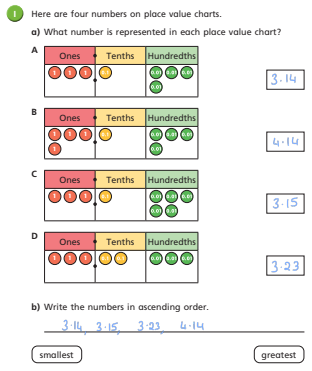 1 Here are four numbers on place value charts.
a) What number is represented in each place value chart?
A
Ones Tenths Hundredths
1 1 1 0.1 0.01 0.01 0.01
0.01
3.14
B
Ones Tenths Hundredths
1 1 1 0.1 0.01 0.01 0.01
1 0.01
4.14
C
Ones Tenths Hundredths
1 1 1 0.1 0.01 0.01 0.01
0.01 0.01
3.15
D
Ones Tenths Hundredths
1 1 1 0.1 0.1 0.01 0.01 0.01
3.23
b) Write the numbers in ascending order.
3.14, 3.15, 3.23, 4.14
smallest greatest